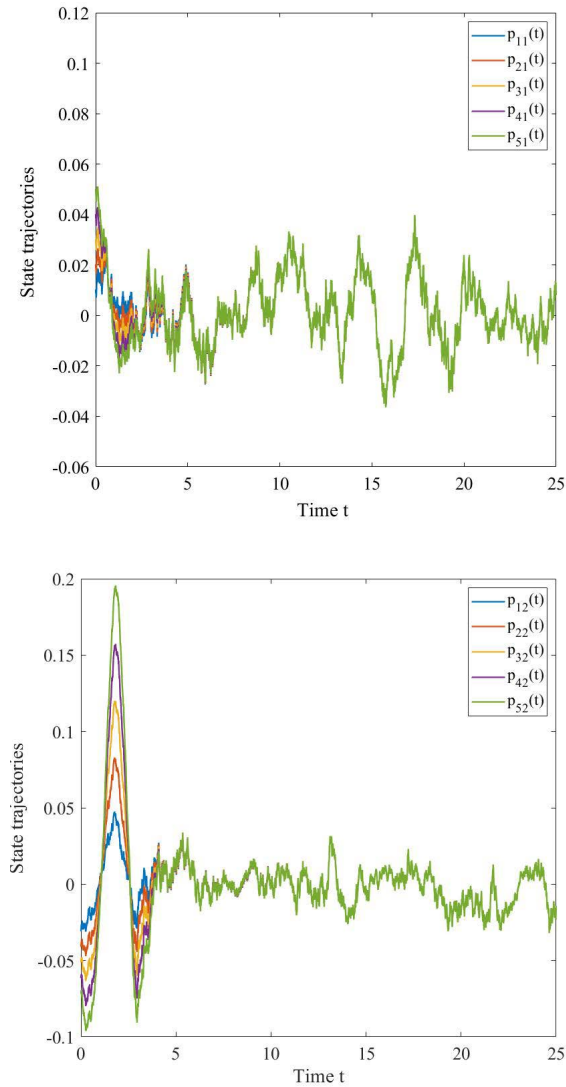 0.12
0.1
0.08
0.06
0.04
0.02
0
-0.02
-0.04
-0.06
State trajectories
p11(t)
p21(t)
p31(t)
p41(t)
p51(t)
0 5 10 15 20 25
Time t
0.2
0.15
0.1
0.05
0
-0.05
-0.1
State trajectories
p12(t)
p22(t)
p32(t)
p42(t)
p52(t)
0 5 10 15 20 25
Time t